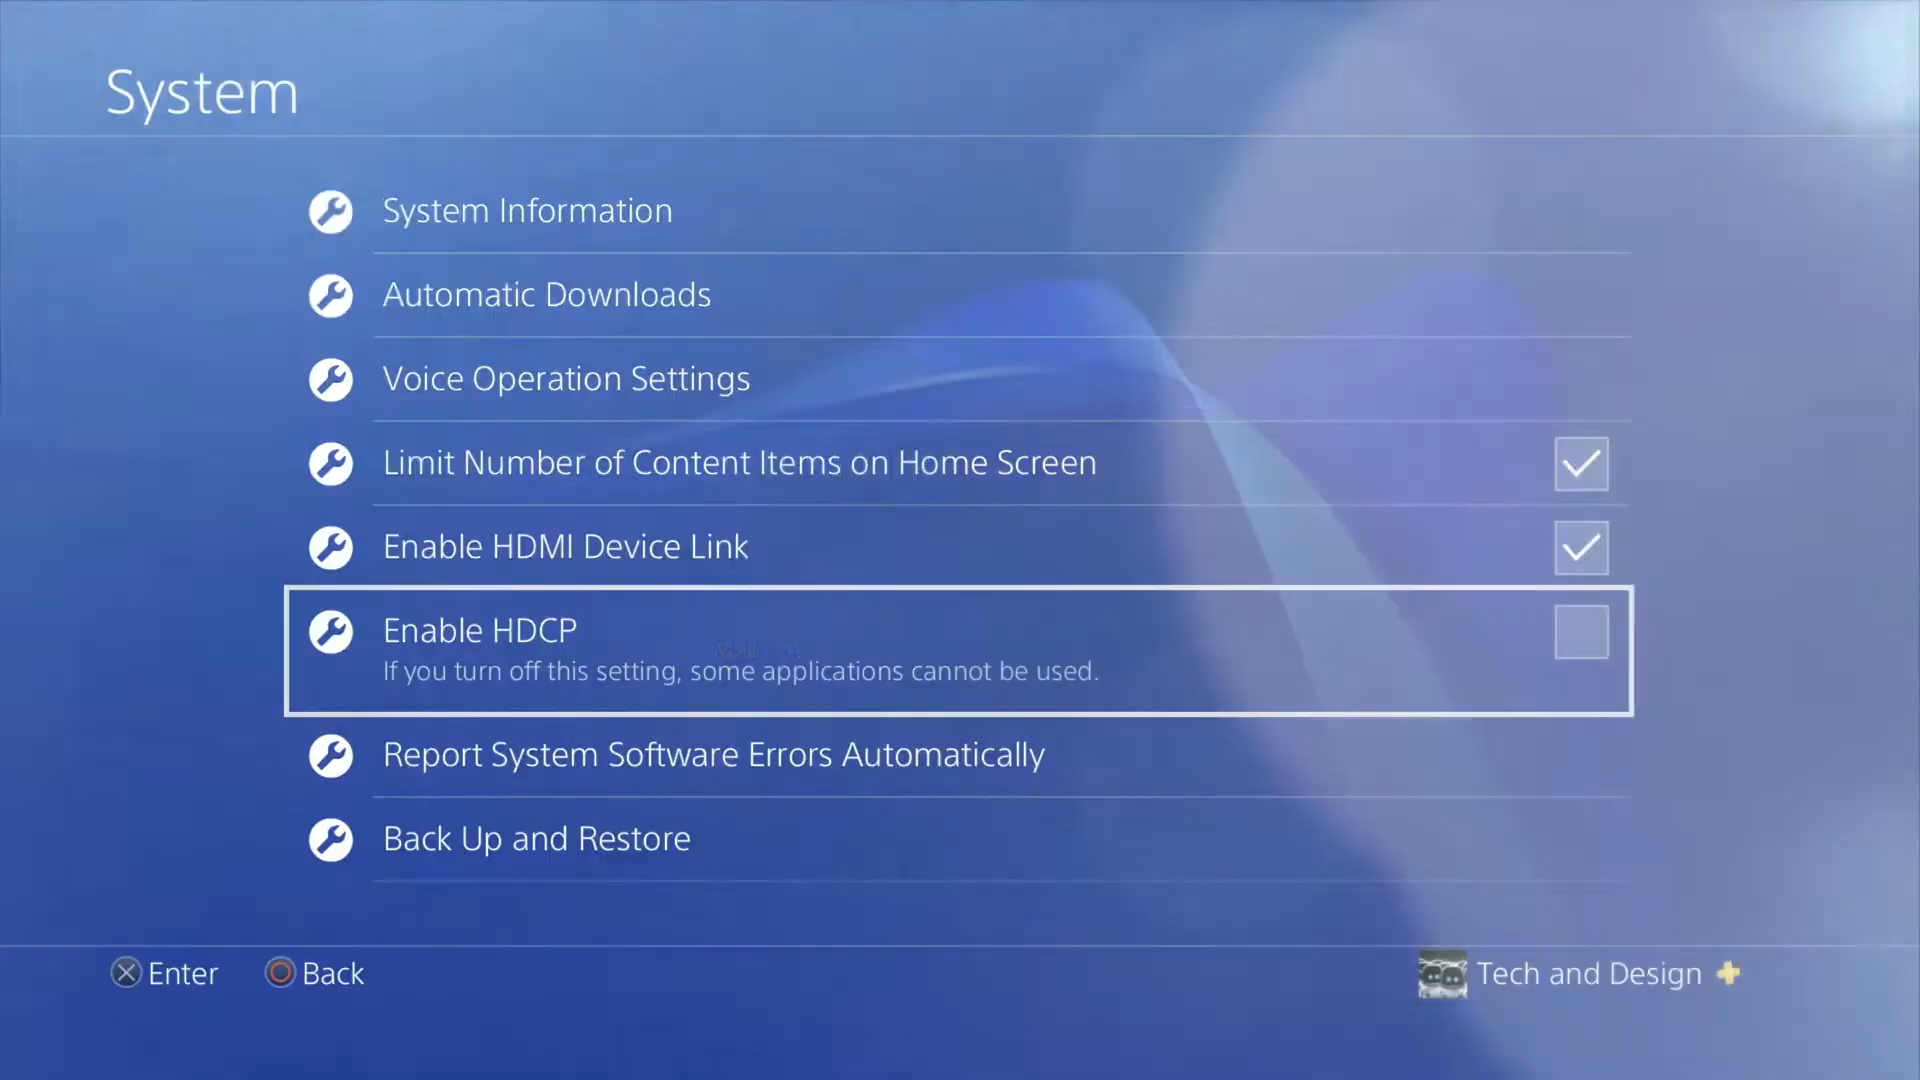 System
System Information
Automatic Downloads
Voice Operation Settings
Limit Number of Content Items on Home Screen
Enable HDMI Device Link
Enable HDCP
If you turn off this setting, some applications cannot be used.
Report System Software Errors Automatically
Back Up and Restore
Enter Back Tech and Design